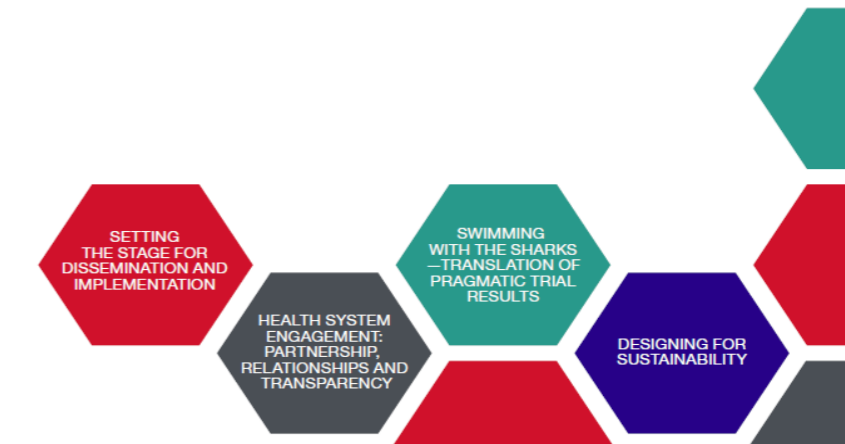 SETTING
THE STAGE FOR
DISSEMINATION AND
IMPLEMENTATION
HEALTH SYSTEM
ENGAGEMENT:
PARTNERSHIP,
RELATIONSHIPS AND
TRANSPARENCY
SWIMMING
WITH THE SHARKS
—TRANSLATION OF
PRAGMATIC TRIAL
RESULTS
DESIGNING FOR
SUSTAINABILITY